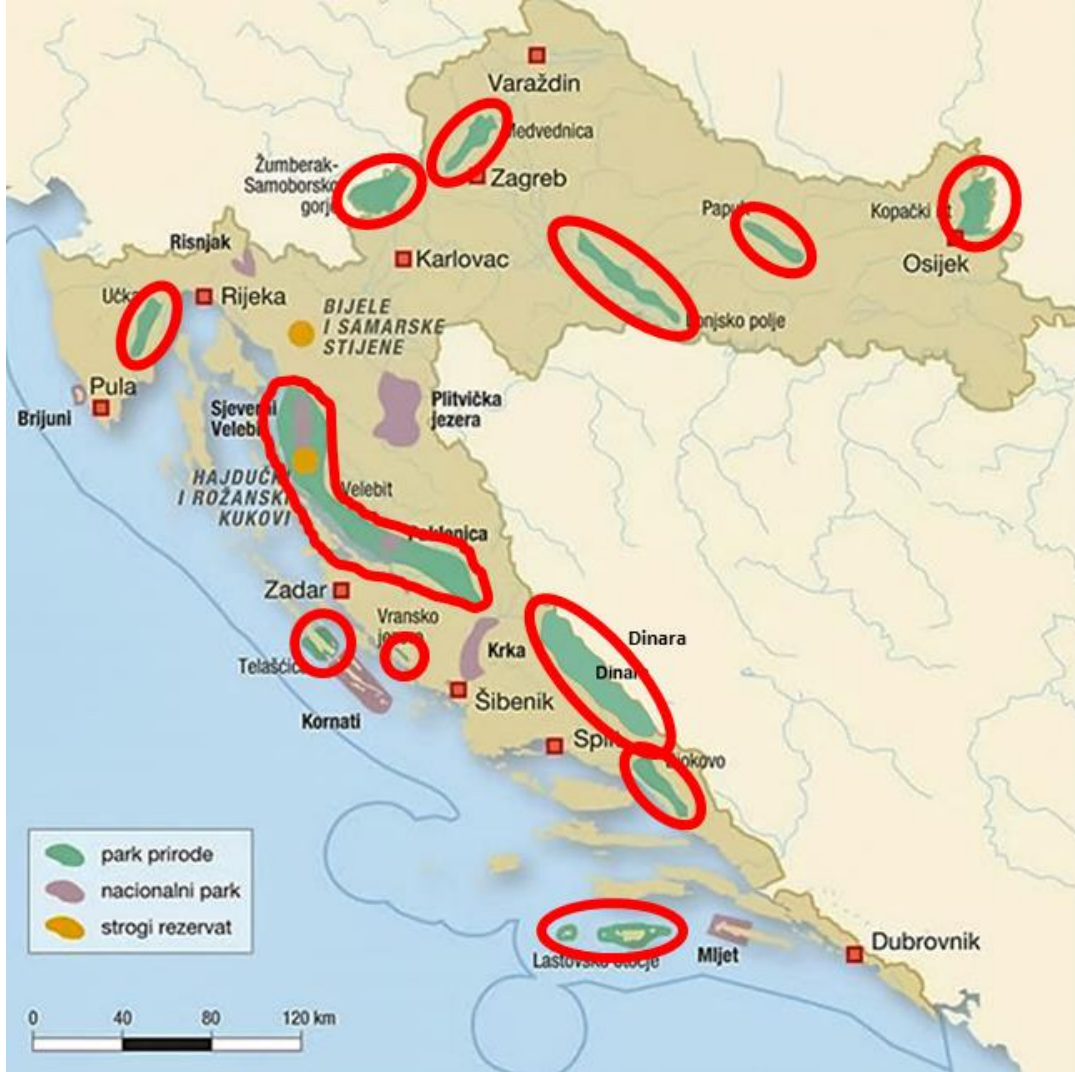 Varaždin
Medvednica
Žumberak-
Samoborsko
gorje
Zagreb
Papuk
Kopački rit
Osijek
Risnjak
Karlovac
Učka
Rijeka
BIJELE
I SAMARSKE
STIJENE
Lonjsko polje
Pula
Brijuni
Sjeverni
Velebit
Plitvička
jezera
HAJDUČKI
I ROŽANSKI
KUKOVI
Velebit
Paklenica
Zadar
Vransko
jezero
Telašćica
Kornati
Krka
Dinara
Dinara
Šibenik
Split
Biokovo
park prirode
nacionalni park
strogi rezervat
Lastovsko otočje
Mljet
Dubrovnik
0 40 80 120 km